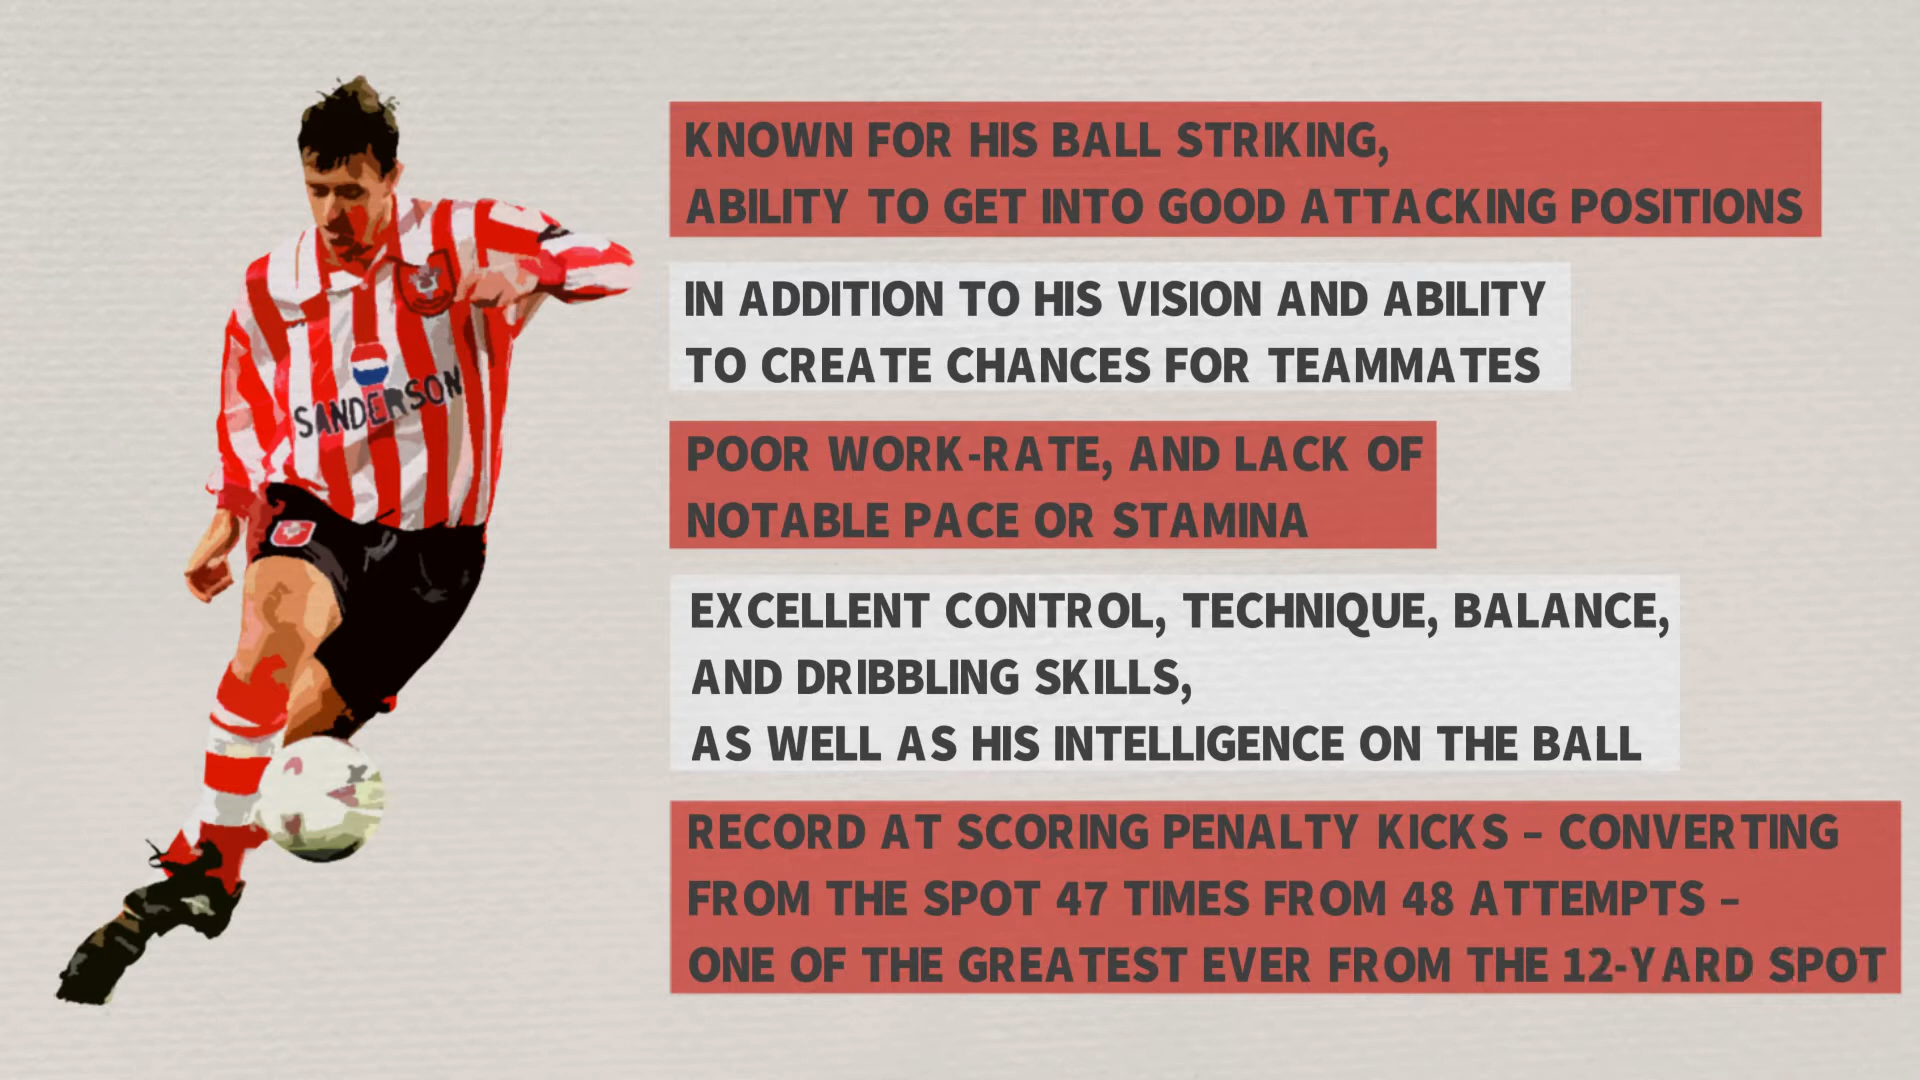 SANDERSON
KNOWN FOR HIS BALL STRIKING,
ABILITY TO GET INTO GOOD ATTACKING POSITIONS
IN ADDITION TO HIS VISION AND ABILITY
TO CREATE CHANCES FOR TEAMMATES
POOR WORK-RATE, AND LACK OF
NOTABLE PACE OR STAMINA
EXCELLENT CONTROL, TECHNIQUE, BALANCE,
AND DRIBBLING SKILLS,
AS WELL AS HIS INTELLIGENCE ON THE BALL
RECORD AT SCORING PENALTY KICKS – CONVERTING
FROM THE SPOT 47 TIMES FROM 48 ATTEMPTS –
ONE OF THE GREATEST EVER FROM THE 12-YARD SPOT